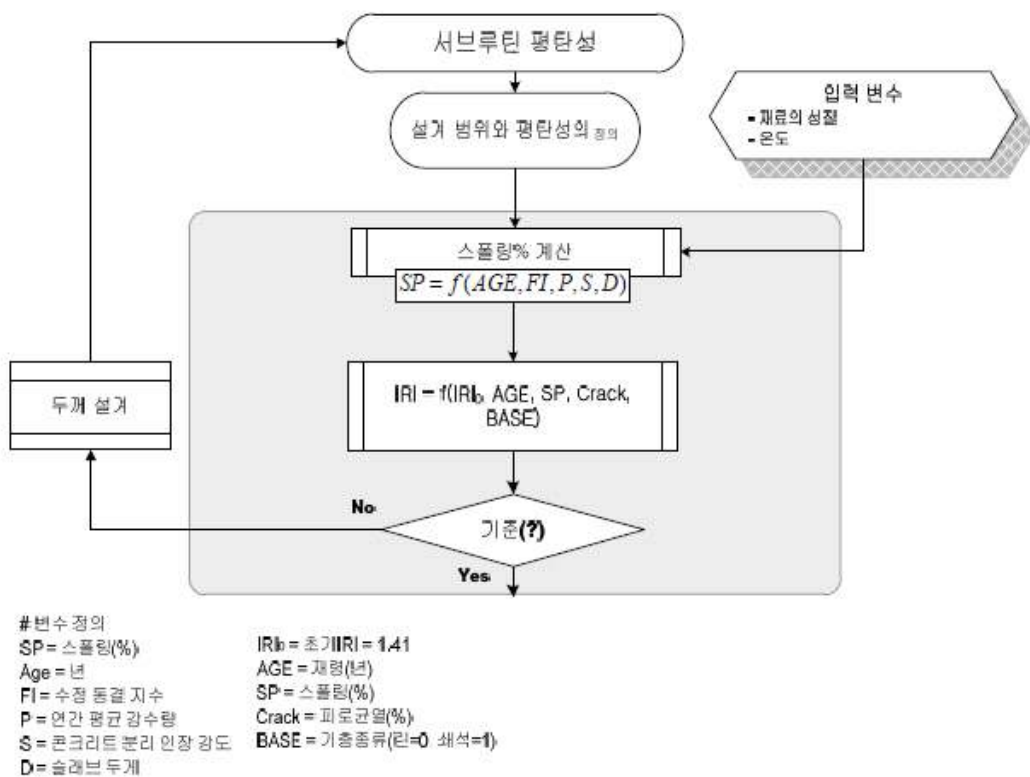 서브루틴 평탄성
설계 범위와 평탄성의 정의
입력 변수
- 재료의 성질
- 온도
스폴링% 계산
SP = f(AGE, FI, P, S, D)
IRI = f(IRI₀, AGE, SP, Crack,
BASE)
두께 설계
No
기준(?)
Yes
# 변수 정의
SP = 스폴링(%)
Age = 년
FI = 수정 동결 지수
P = 연간 평균 강수량
S = 콘크리트 분리 인장 강도
D = 슬래브 두께
IRI₀ = 초기IRI = 1.41
AGE = 재령(년)
SP = 스폴링(%)
Crack = 피로균열(%)
BASE = 기층종류(린=0 쇄석=1)